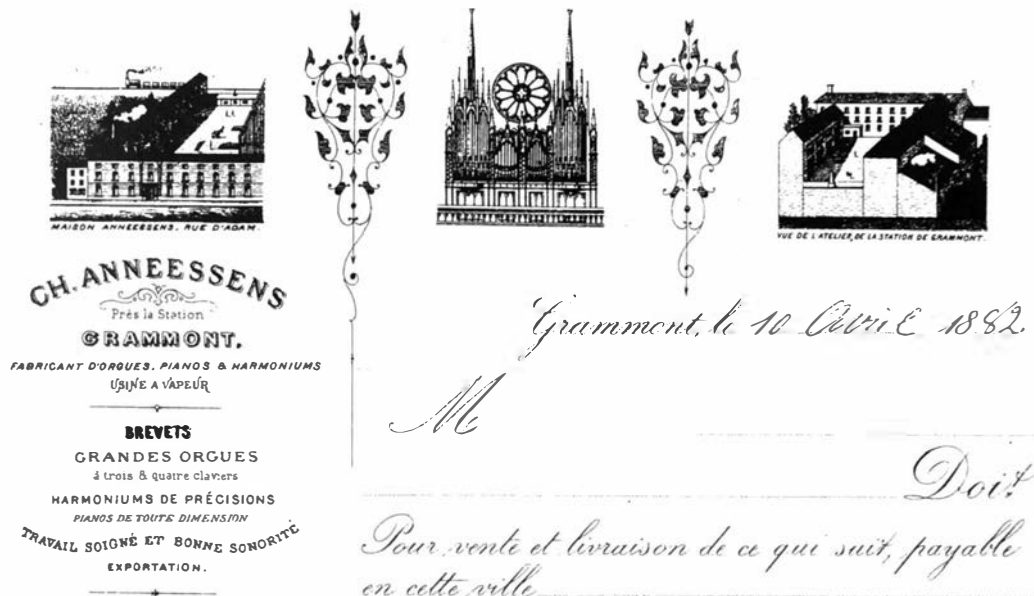 MAISON ANNEESSENS, RUE D'ADAM.
VUE DE L'ATELIER, DE LA STATION DE GRAMMONT.
CH. ANNEESSENS
Près la Station
GRAMMONT.
FABRICANT D'ORGUES, PIANOS & HARMONIUMS
USINE A VAPEUR
BREVETS
GRANDES ORGUES
á trois & quatre claviers
HARMONIUMS DE PRÉCISIONS
PIANOS DE TOUTE DIMENSION
TRAVAIL SOIGNÉ ET BONNE SONORITÉ
EXPORTATION.
Grammont, le 10 Avril 1882
M
Doit
Pour vente et livraison de ce qui suit, payable
en cette ville